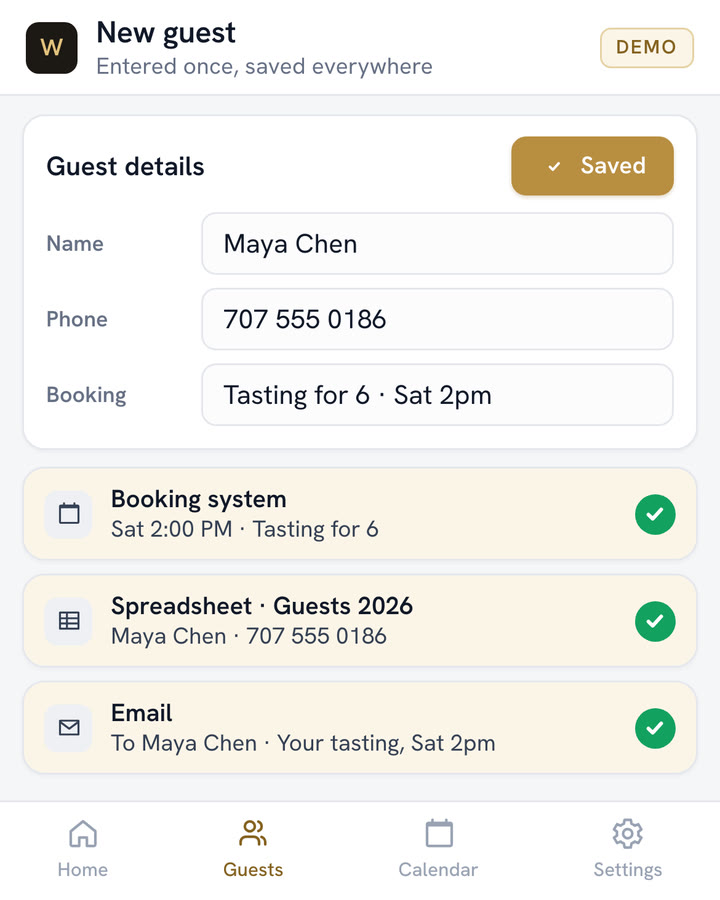 W
New guest
Entered once, saved everywhere
DEMO
Guest details
Saved
Name
Maya Chen
Phone
707 555 0186
Booking
Tasting for 6 · Sat 2pm
Booking system
Sat 2:00 PM · Tasting for 6
Spreadsheet · Guests 2026
Maya Chen · 707 555 0186
Email
To Maya Chen · Your tasting, Sat 2pm
Home
Guests
Calendar
Settings